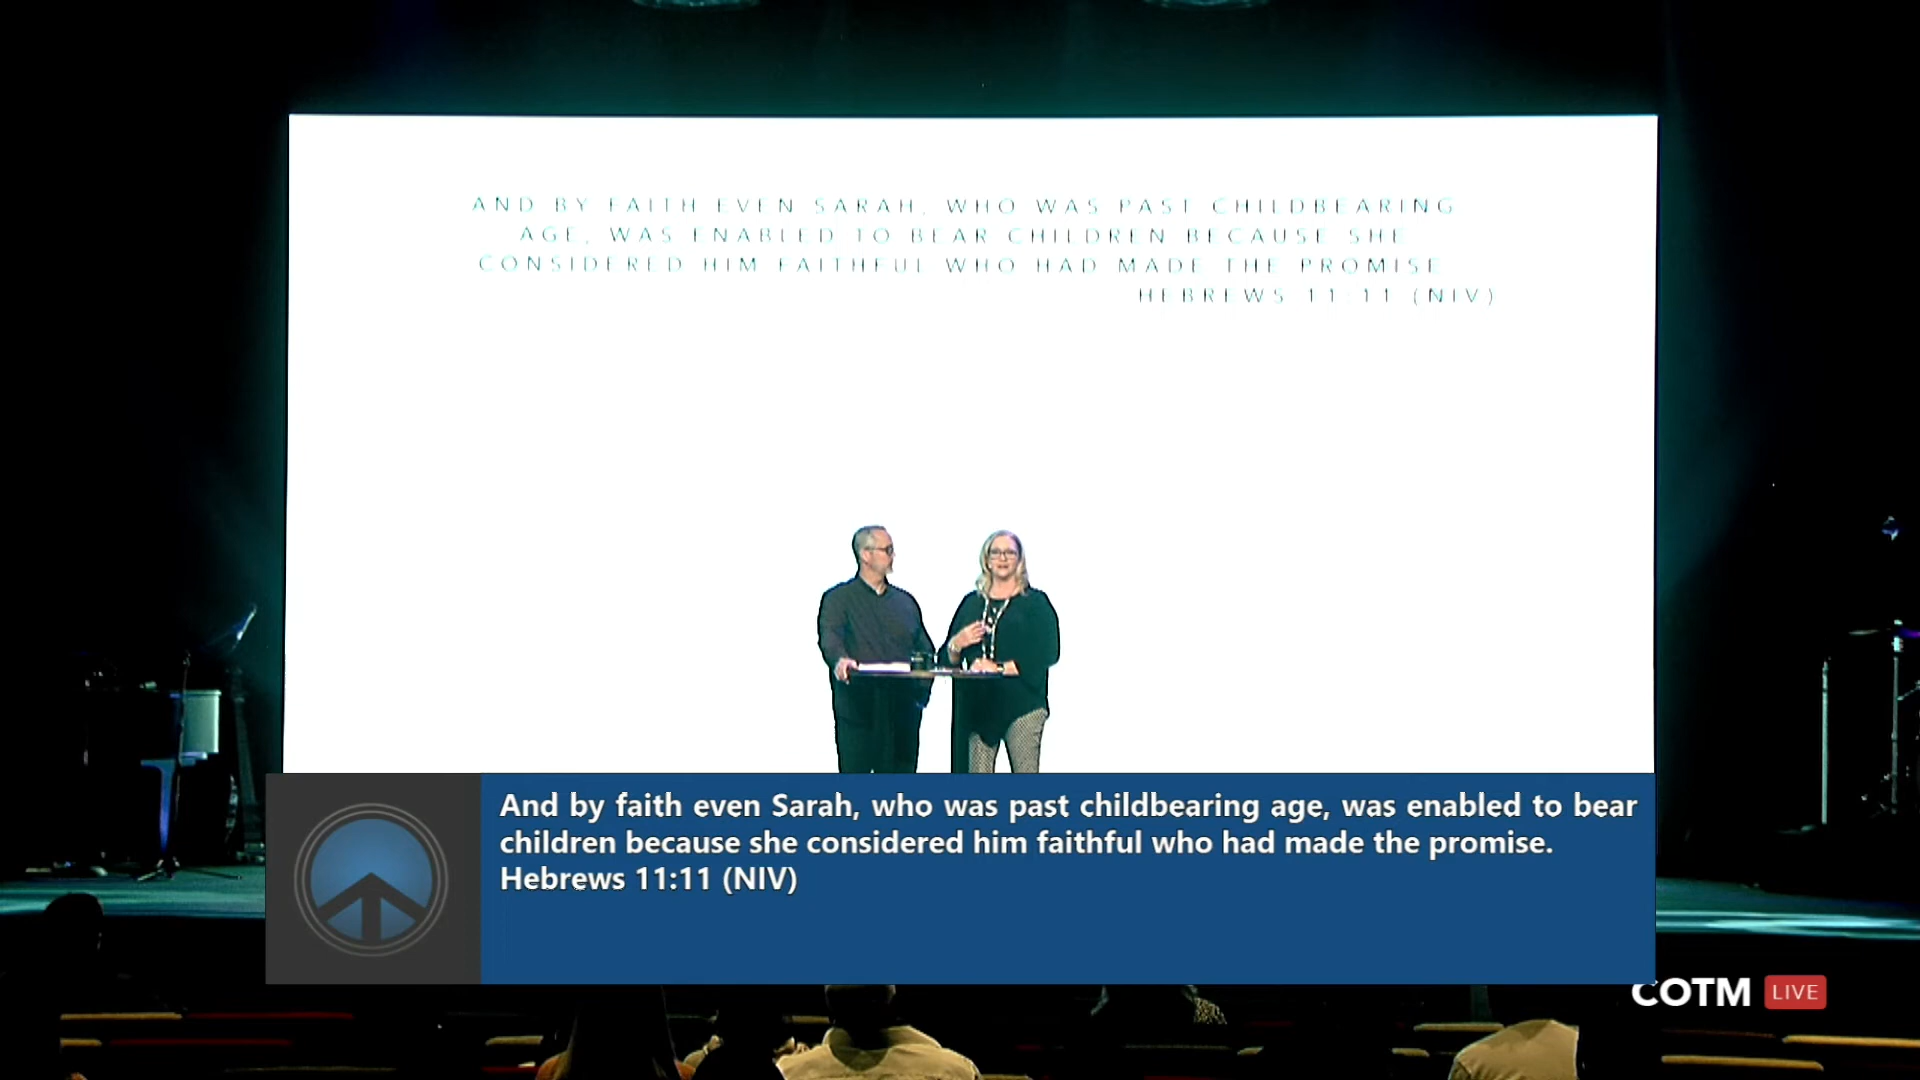 AND BY FAITH EVEN SARAH, WHO WAS PAST CHILDBEARING
AGE, WAS ENABLED TO BEAR CHILDREN BECAUSE SHE
CONSIDERED HIM FAITHFUL WHO HAD MADE THE PROMISE
HEBREWS 11:11 (NIV)
And by faith even Sarah, who was past childbearing age, was enabled to bear
children because she considered him faithful who had made the promise.
Hebrews 11:11 (NIV)
COTM LIVE